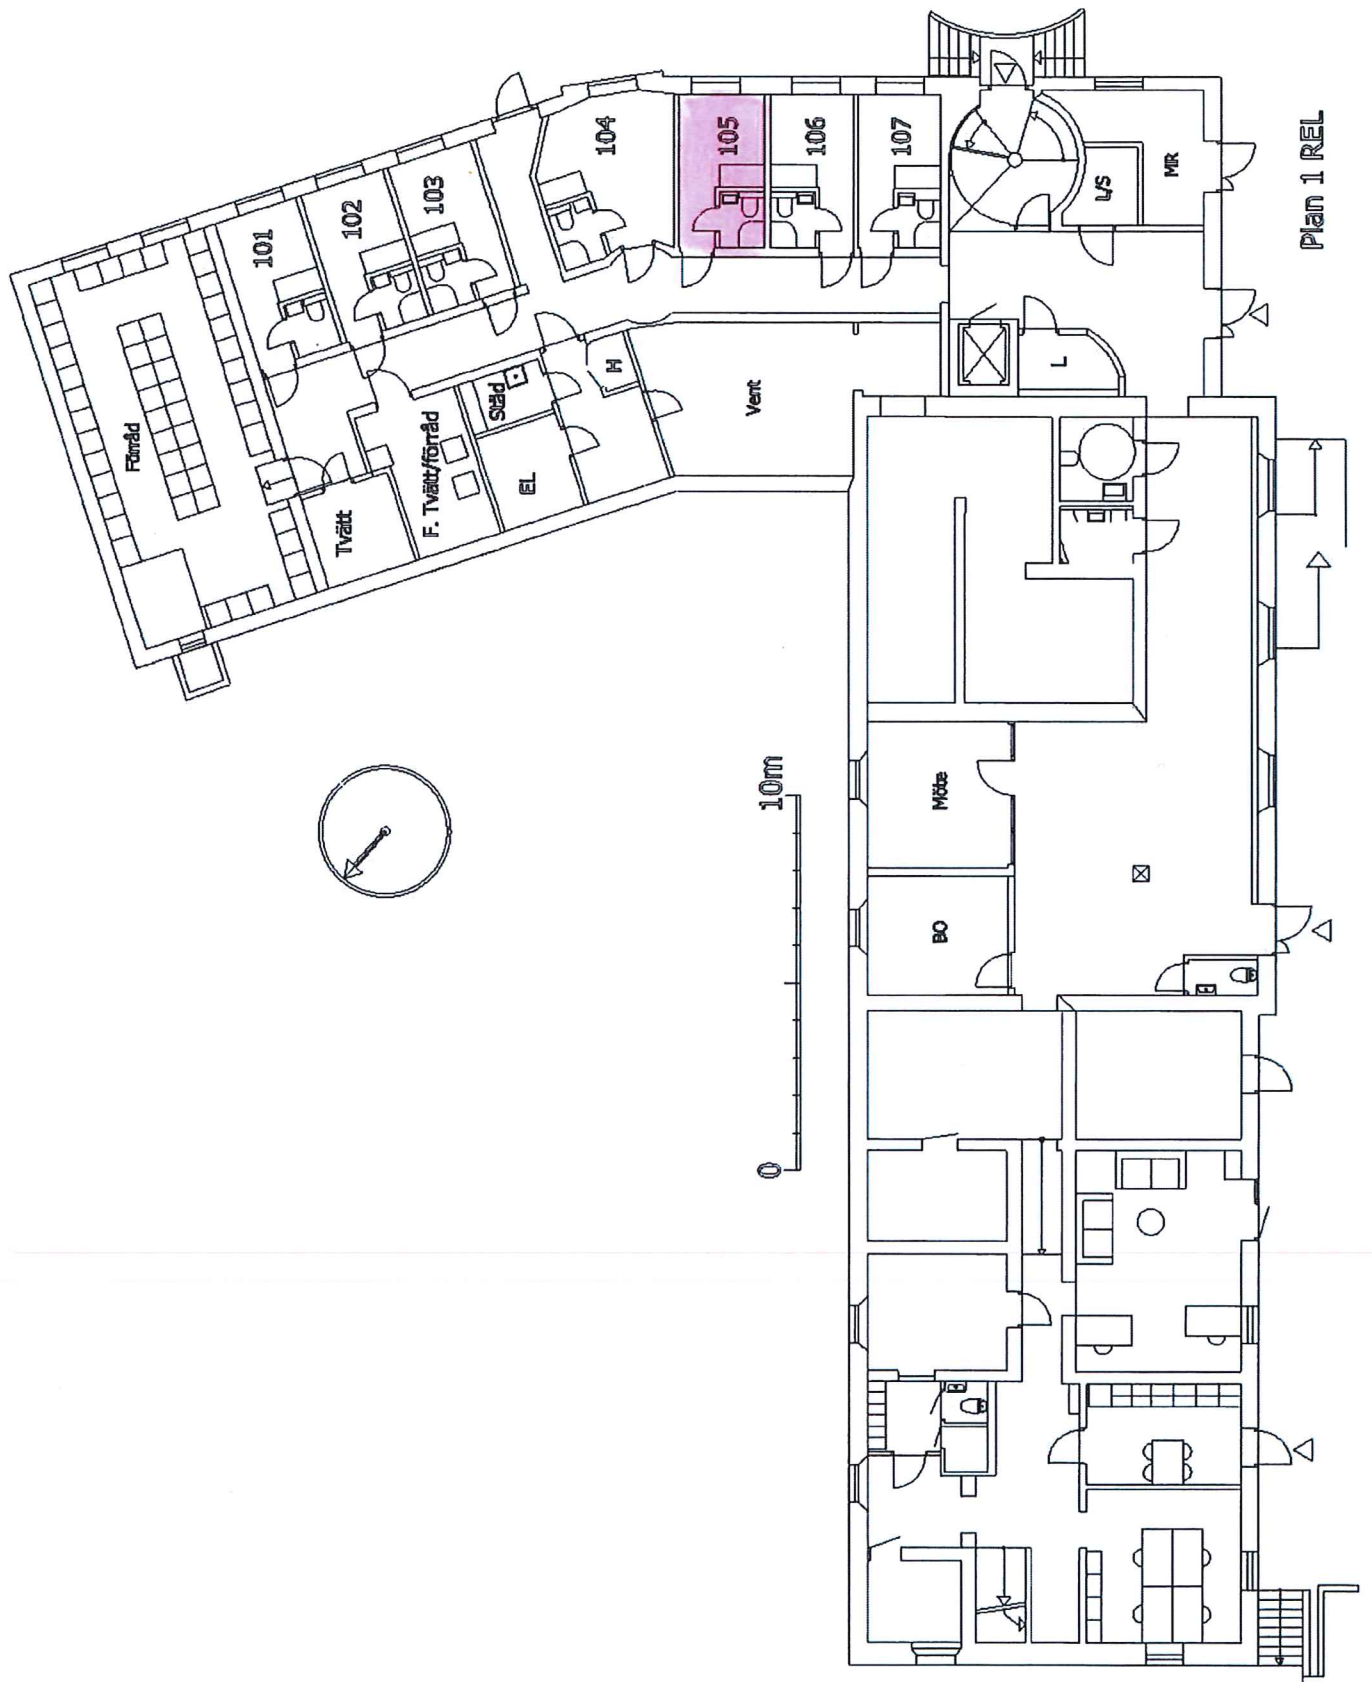 Plan 1 REL
MR
L/S
L
107
106
105
104
103
102
101
Vent
H
Städ
EL
F. Tvätt/förråd
Tvätt
Förråd
Möte
BO
0
10m